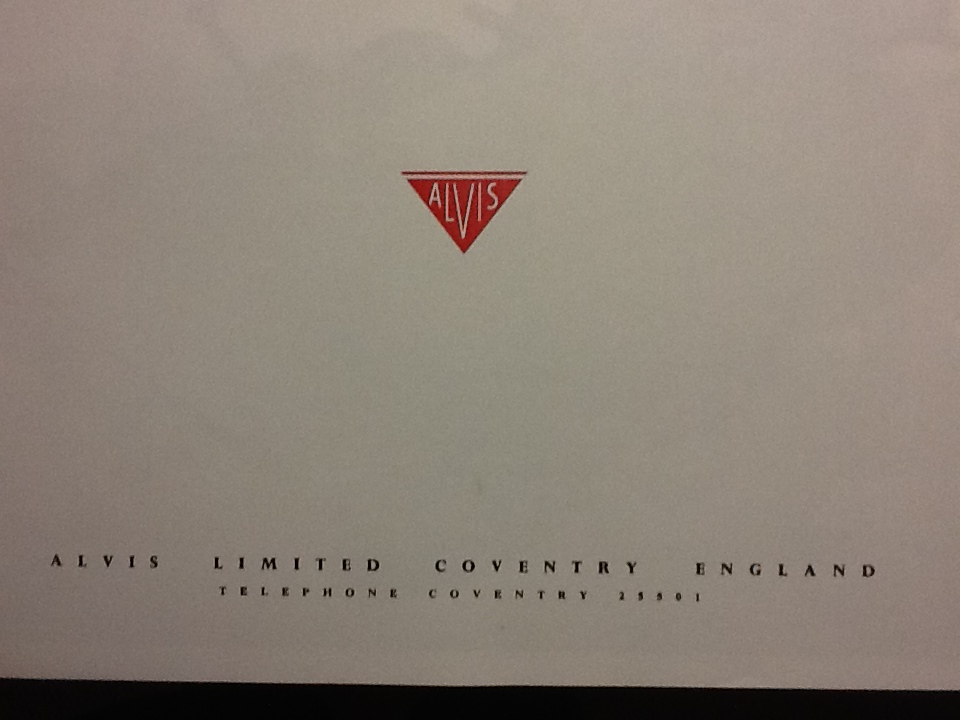 ALVIS
ALVIS LIMITED COVENTRY ENGLAND
TELEPHONE COVENTRY 25501